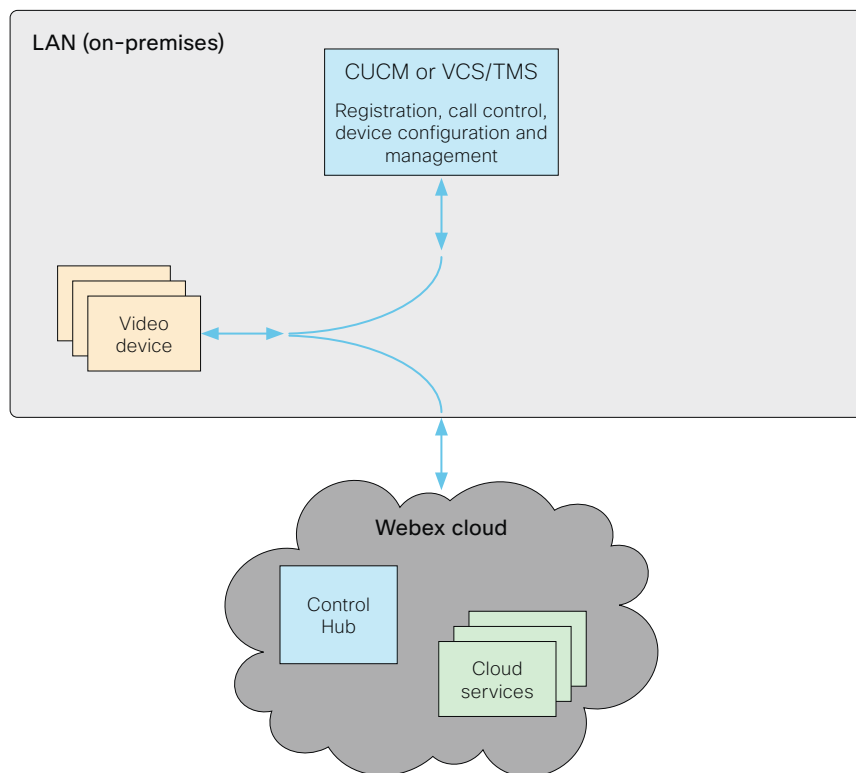 LAN (on-premises)
CUCM or VCS/TMS
Registration, call control,
device configuration and
management
Video
device
Webex cloud
Control
Hub
Cloud
services